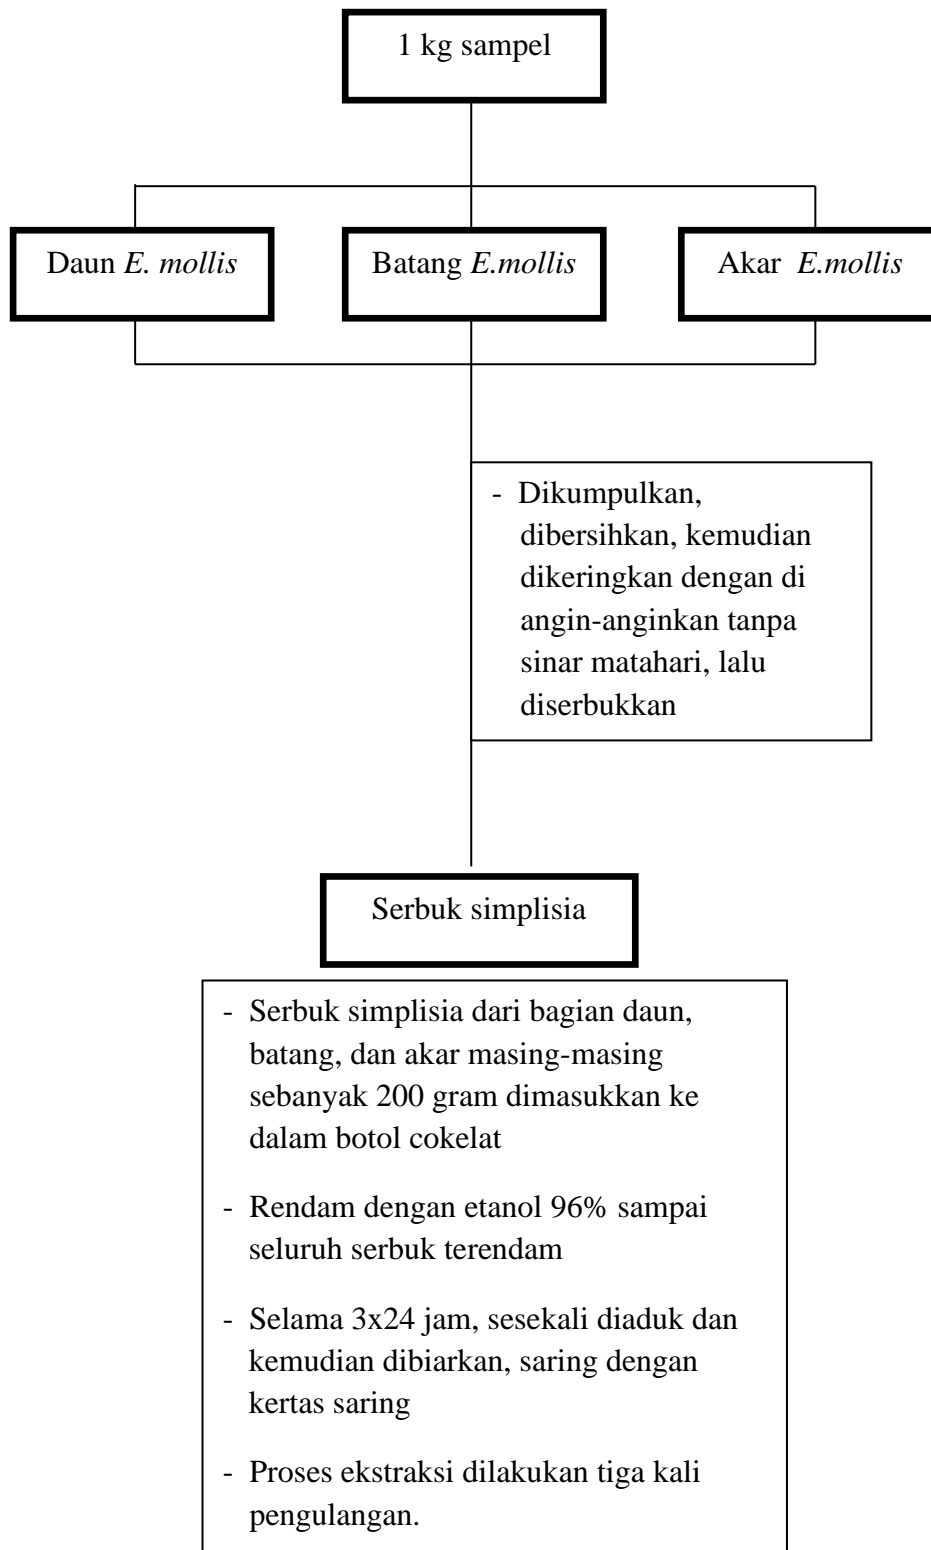 1 kg sampel
Daun E. mollis
Batang E.mollis
Akar E.mollis
- Dikumpulkan,
dibersihkan, kemudian
dikeringkan dengan di
angin-anginkan tanpa
sinar matahari, lalu
diserbukkan
Serbuk simplisia
- Serbuk simplisia dari bagian daun,
batang, dan akar masing-masing
sebanyak 200 gram dimasukkan ke
dalam botol cokelat
- Rendam dengan etanol 96% sampai
seluruh serbuk terendam
- Selama 3x24 jam, sesekali diaduk dan
kemudian dibiarkan, saring dengan
kertas saring
- Proses ekstraksi dilakukan tiga kali
pengulangan.